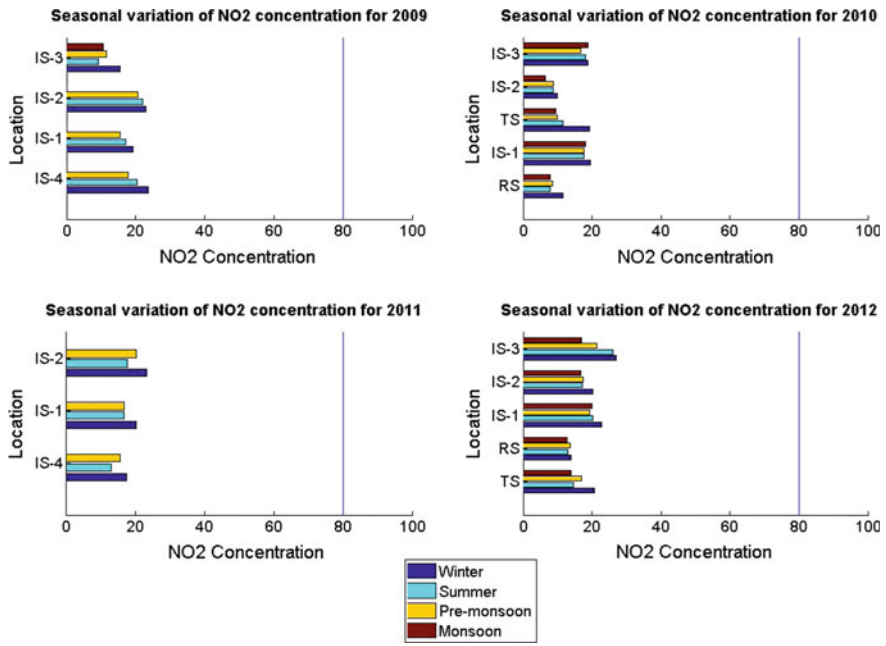 Seasonal variation of NO2 concentration for 2009
Location
IS-3
IS-2
IS-1
IS-4
0 20 40 60 80 100
NO2 Concentration
Seasonal variation of NO2 concentration for 2010
Location
IS-3
IS-2
TS
IS-1
RS
0 20 40 60 80 100
NO2 Concentration
Seasonal variation of NO2 concentration for 2011
Location
IS-2
IS-1
IS-4
0 20 40 60 80 100
NO2 Concentration
Seasonal variation of NO2 concentration for 2012
Location
IS-3
IS-2
IS-1
RS
TS
0 20 40 60 80 100
NO2 Concentration
Winter
Summer
Pre-monsoon
Monsoon